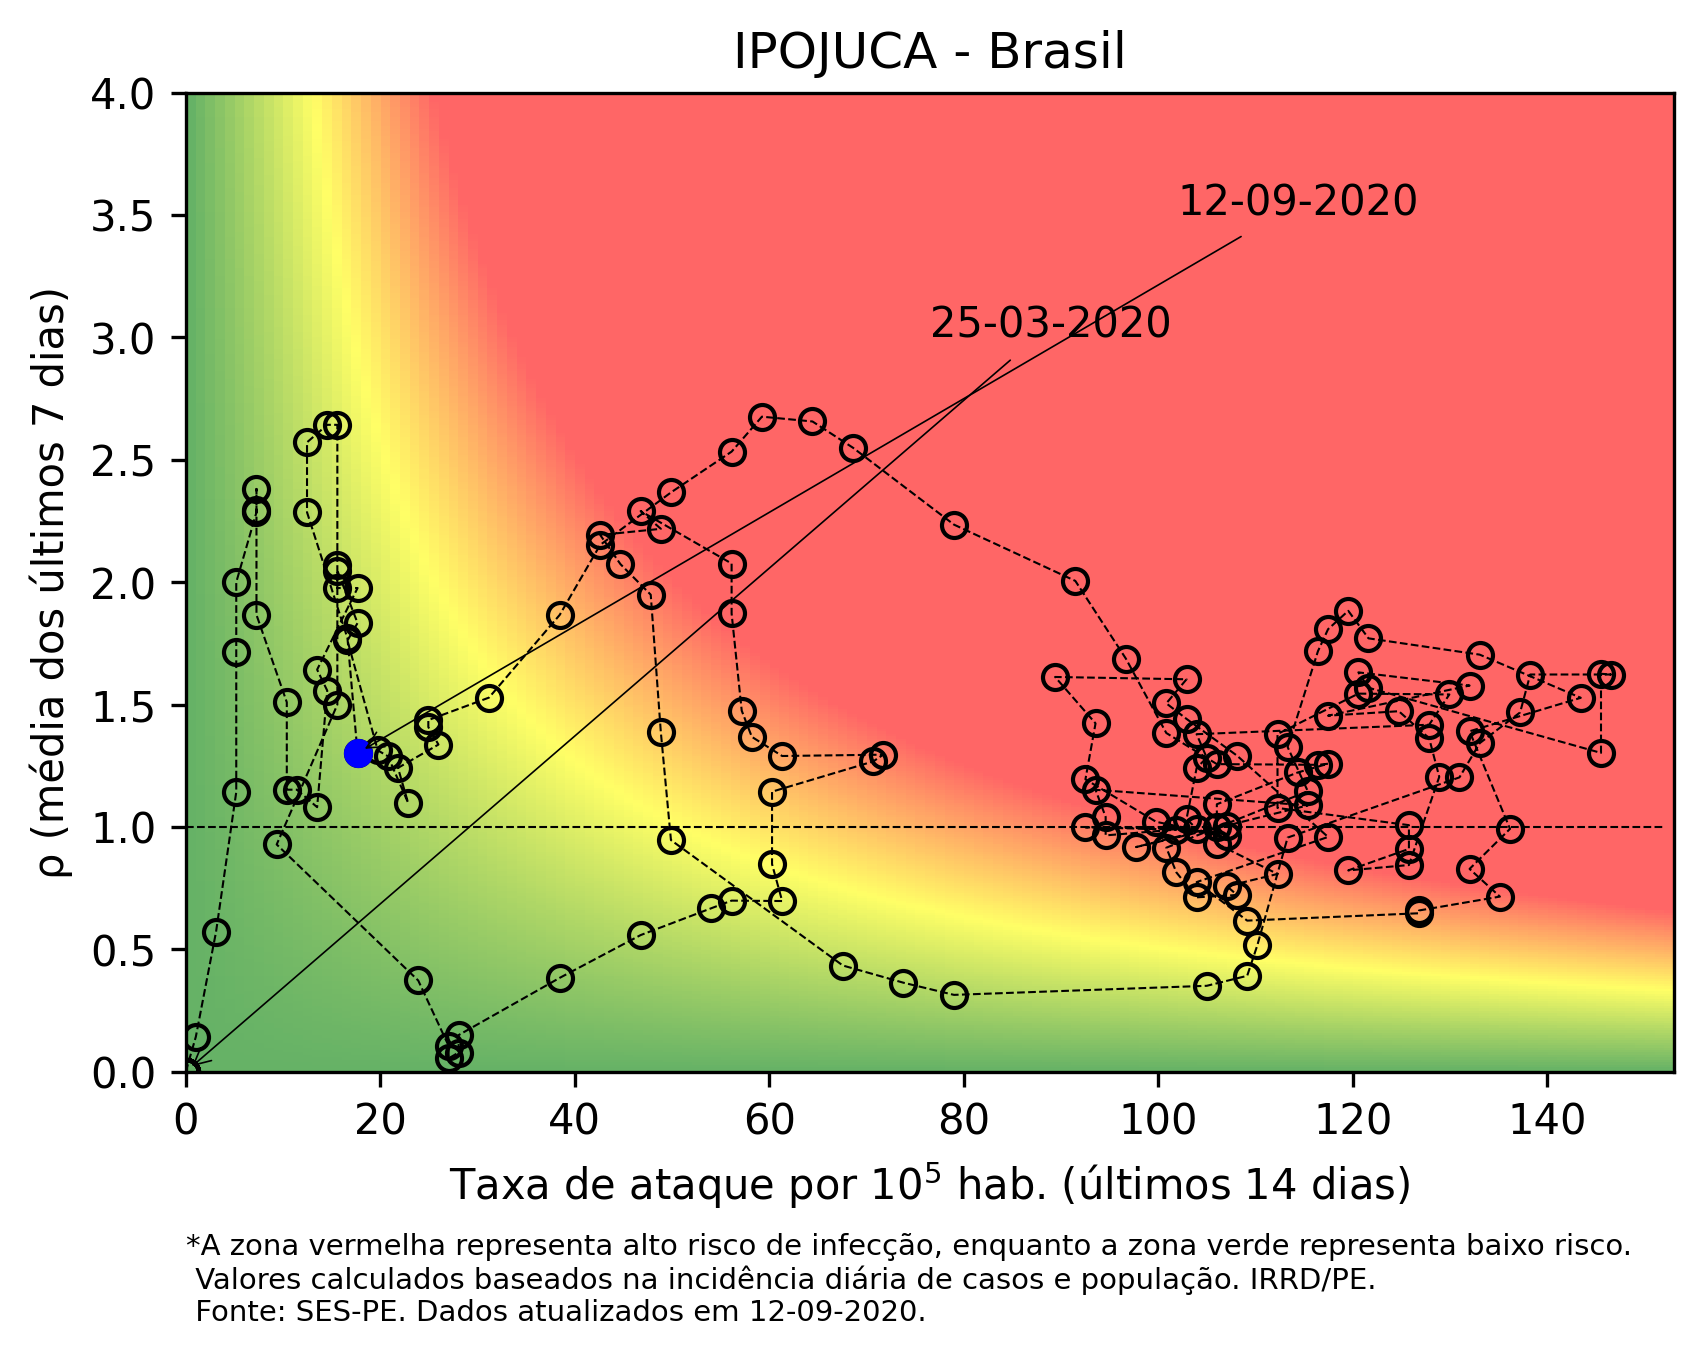 IPOJUCA - Brasil
4.0
3.5
3.0
2.5
2.0
1.5
1.0
0.5
0.0
ρ (média dos últimos 7 dias)
12-09-2020
25-03-2020
0 20 40 60 80 100 120 140
Taxa de ataque por 10⁵ hab. (últimos 14 dias)
*A zona vermelha representa alto risco de infecção, enquanto a zona verde representa baixo risco.
Valores calculados baseados na incidência diária de casos e população. IRRD/PE.
Fonte: SES-PE. Dados atualizados em 12-09-2020.